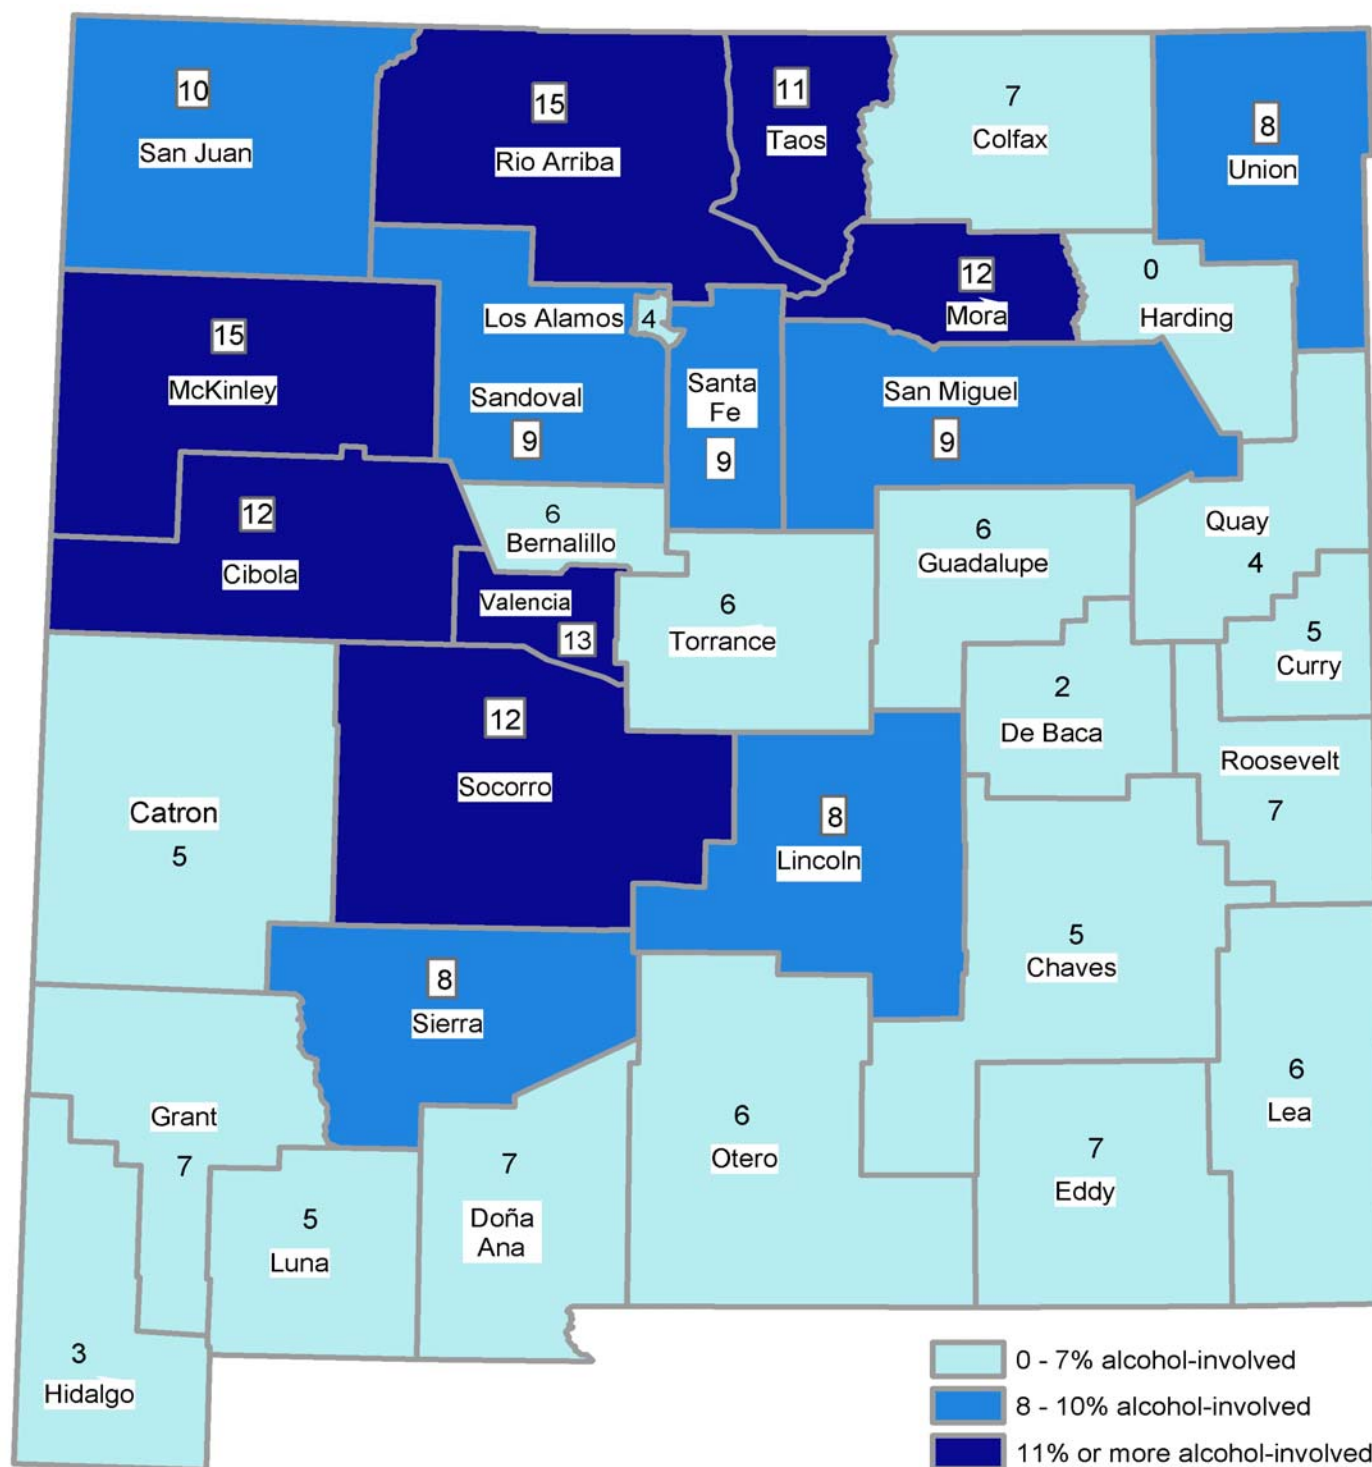 10
San Juan
15
Rio Arriba
11
Taos
7
Colfax
8
Union
15
McKinley
Los Alamos
4
Sandoval
9
Santa
Fe
9
12
Mora
0
Harding
San Miguel
9
12
Cibola
6
Bernalillo
Valencia
13
6
Torrance
6
Guadalupe
Quay
4
5
Curry
2
De Baca
Roosevelt
7
Catron
5
12
Socorro
8
Lincoln
5
Chaves
8
Sierra
6
Lea
Grant
7
5
Luna
7
Doña
Ana
6
Otero
7
Eddy
3
Hidalgo
0 - 7% alcohol-involved
8 - 10% alcohol-involved
11% or more alcohol-involved